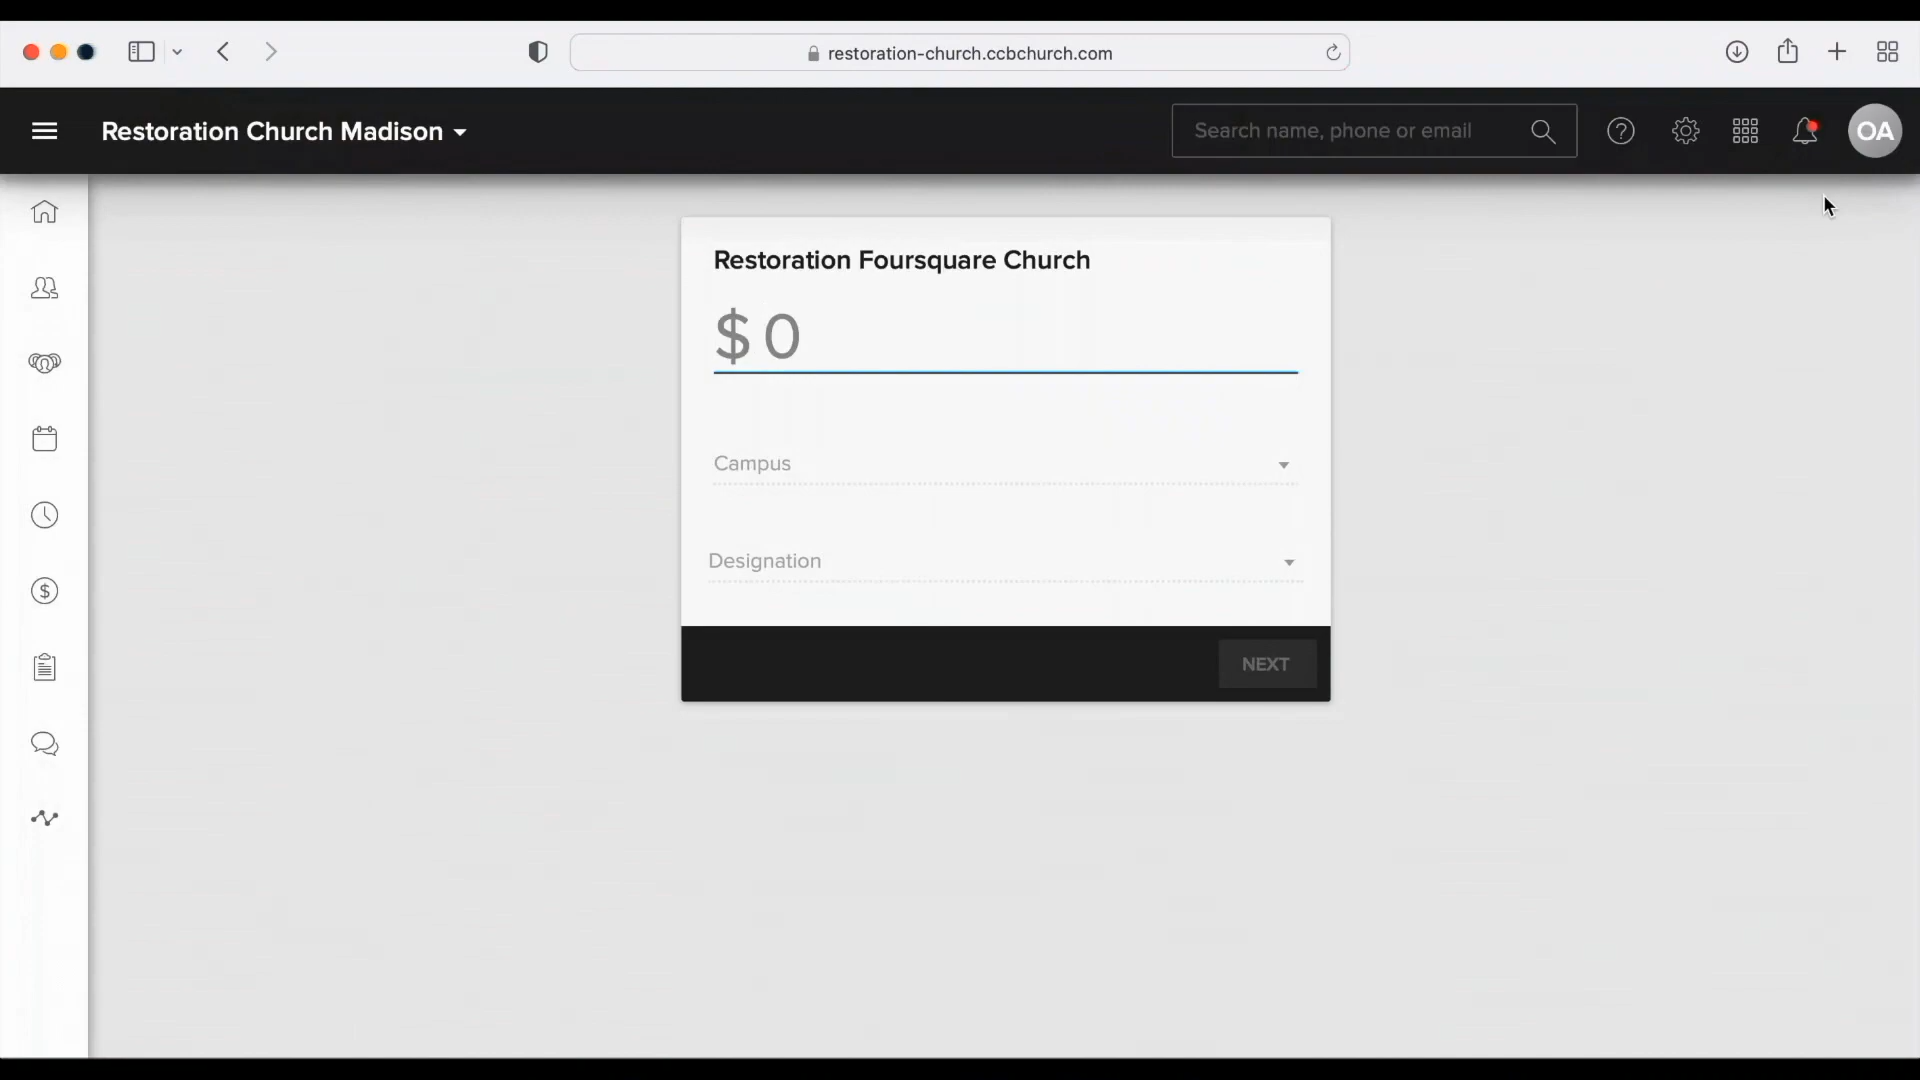 restoration-church.ccbchurch.com
Restoration Church Madison
Search name, phone or email
OA
Restoration Foursquare Church
$ 0
Campus
Designation
NEXT